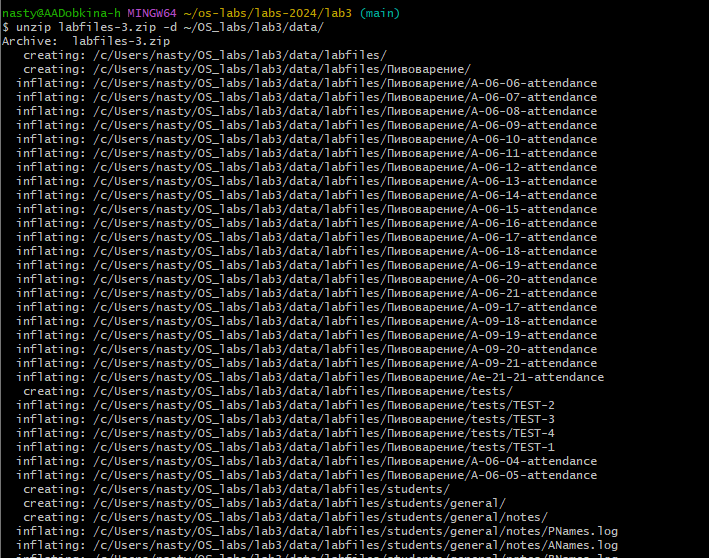 nasty@AADobkina-h MINGW64 ~/os-labs/labs-2024/lab3 (main)
$ unzip labfiles-3.zip -d ~/OS_labs/lab3/data/
Archive:  labfiles-3.zip
   creating: /c/Users/nasty/OS_labs/lab3/data/labfiles/
   creating: /c/Users/nasty/OS_labs/lab3/data/labfiles/Пивоварение/
  inflating: /c/Users/nasty/OS_labs/lab3/data/labfiles/Пивоварение/A-06-06-attendance
  inflating: /c/Users/nasty/OS_labs/lab3/data/labfiles/Пивоварение/A-06-07-attendance
  inflating: /c/Users/nasty/OS_labs/lab3/data/labfiles/Пивоварение/A-06-08-attendance
  inflating: /c/Users/nasty/OS_labs/lab3/data/labfiles/Пивоварение/A-06-09-attendance
  inflating: /c/Users/nasty/OS_labs/lab3/data/labfiles/Пивоварение/A-06-10-attendance
  inflating: /c/Users/nasty/OS_labs/lab3/data/labfiles/Пивоварение/A-06-11-attendance
  inflating: /c/Users/nasty/OS_labs/lab3/data/labfiles/Пивоварение/A-06-12-attendance
  inflating: /c/Users/nasty/OS_labs/lab3/data/labfiles/Пивоварение/A-06-13-attendance
  inflating: /c/Users/nasty/OS_labs/lab3/data/labfiles/Пивоварение/A-06-14-attendance
  inflating: /c/Users/nasty/OS_labs/lab3/data/labfiles/Пивоварение/A-06-15-attendance
  inflating: /c/Users/nasty/OS_labs/lab3/data/labfiles/Пивоварение/A-06-16-attendance
  inflating: /c/Users/nasty/OS_labs/lab3/data/labfiles/Пивоварение/A-06-17-attendance
  inflating: /c/Users/nasty/OS_labs/lab3/data/labfiles/Пивоварение/A-06-18-attendance
  inflating: /c/Users/nasty/OS_labs/lab3/data/labfiles/Пивоварение/A-06-19-attendance
  inflating: /c/Users/nasty/OS_labs/lab3/data/labfiles/Пивоварение/A-06-20-attendance
  inflating: /c/Users/nasty/OS_labs/lab3/data/labfiles/Пивоварение/A-06-21-attendance
  inflating: /c/Users/nasty/OS_labs/lab3/data/labfiles/Пивоварение/A-09-17-attendance
  inflating: /c/Users/nasty/OS_labs/lab3/data/labfiles/Пивоварение/A-09-18-attendance
  inflating: /c/Users/nasty/OS_labs/lab3/data/labfiles/Пивоварение/A-09-19-attendance
  inflating: /c/Users/nasty/OS_labs/lab3/data/labfiles/Пивоварение/A-09-20-attendance
  inflating: /c/Users/nasty/OS_labs/lab3/data/labfiles/Пивоварение/A-09-21-attendance
  inflating: /c/Users/nasty/OS_labs/lab3/data/labfiles/Пивоварение/Ae-21-21-attendance
   creating: /c/Users/nasty/OS_labs/lab3/data/labfiles/Пивоварение/tests/
  inflating: /c/Users/nasty/OS_labs/lab3/data/labfiles/Пивоварение/tests/TEST-2
  inflating: /c/Users/nasty/OS_labs/lab3/data/labfiles/Пивоварение/tests/TEST-3
  inflating: /c/Users/nasty/OS_labs/lab3/data/labfiles/Пивоварение/tests/TEST-4
  inflating: /c/Users/nasty/OS_labs/lab3/data/labfiles/Пивоварение/tests/TEST-1
  inflating: /c/Users/nasty/OS_labs/lab3/data/labfiles/Пивоварение/A-06-04-attendance
  inflating: /c/Users/nasty/OS_labs/lab3/data/labfiles/Пивоварение/A-06-05-attendance
   creating: /c/Users/nasty/OS_labs/lab3/data/labfiles/students/
   creating: /c/Users/nasty/OS_labs/lab3/data/labfiles/students/general/
   creating: /c/Users/nasty/OS_labs/lab3/data/labfiles/students/general/notes/
  inflating: /c/Users/nasty/OS_labs/lab3/data/labfiles/students/general/notes/PNames.log
  inflating: /c/Users/nasty/OS_labs/lab3/data/labfiles/students/general/notes/ANames.log